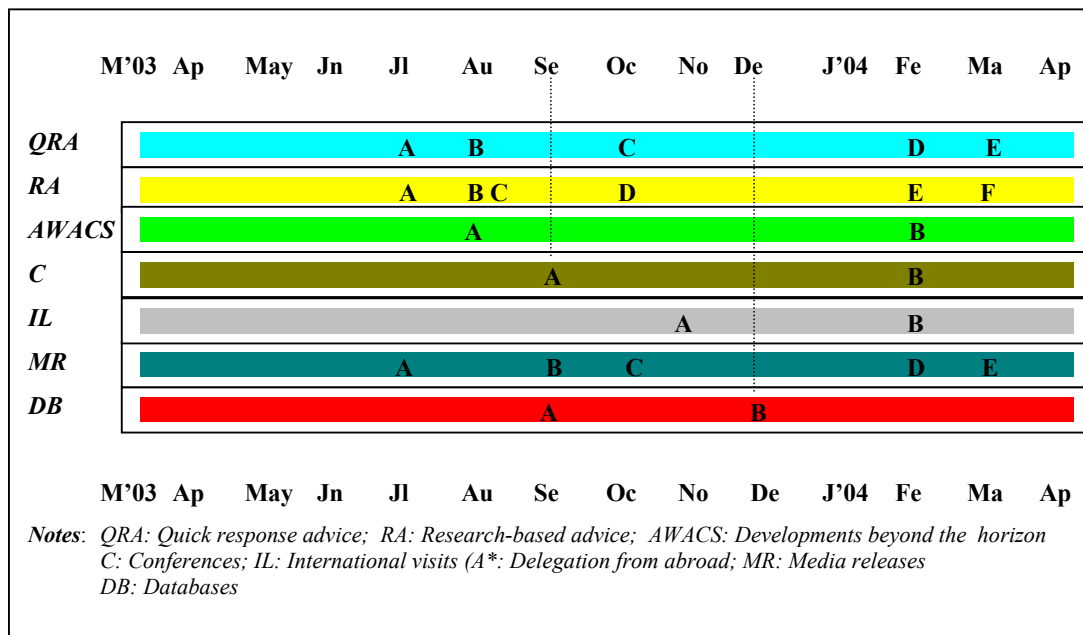 M'03 Ap May Jn Jl Au Se Oc No De J'04 Fe Ma Ap
QRA A B C D E
RA A B C D E F
AWACS A B
C A B
IL A B
MR A B C D E
DB A B
M'03 Ap May Jn Jl Au Se Oc No De J'04 Fe Ma Ap
Notes: QRA: Quick response advice; RA: Research-based advice; AWACS: Developments beyond the horizon
C: Conferences; IL: International visits (A*: Delegation from abroad; MR: Media releases
DB: Databases